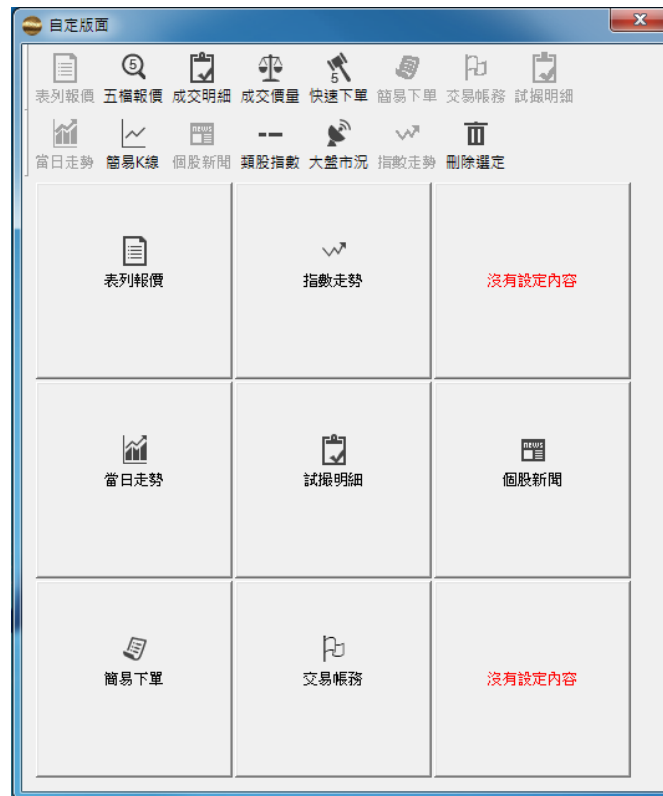 自定版面
表列報價 五檔報價 成交明細 成交價量 快速下單 簡易下單 交易帳務 試撮明細
當日走勢 簡易K線 個股新聞 類股指數 大盤市況 指數走勢 刪除選定
表列報價 指數走勢 沒有設定內容
當日走勢 試撮明細 個股新聞
簡易下單 交易帳務 沒有設定內容